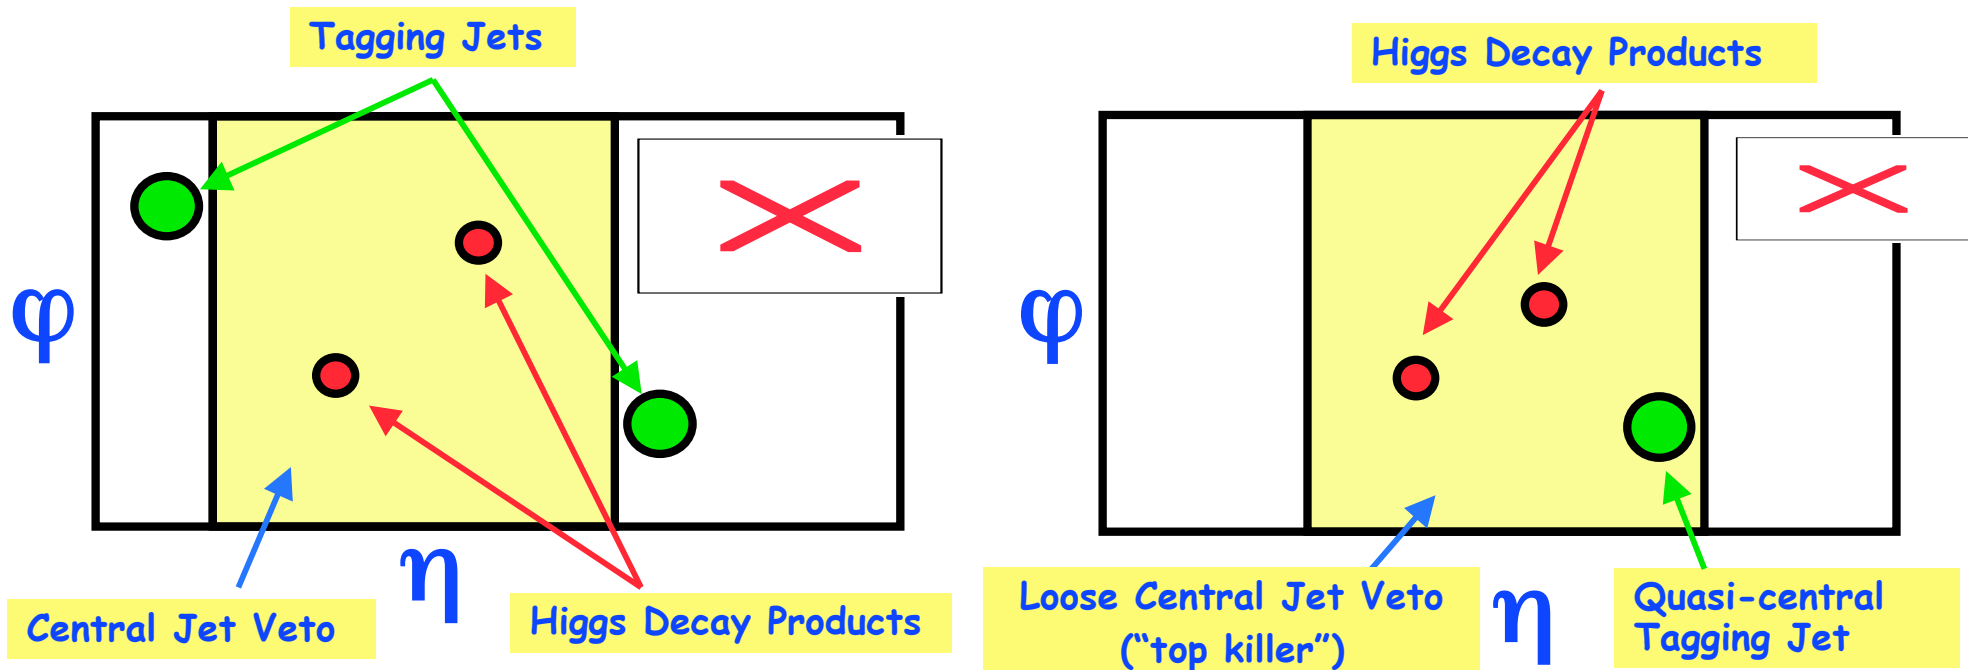 Tagging Jets
Higgs Decay Products
φ
φ
η
Central Jet Veto
Higgs Decay Products
Loose Central Jet Veto
(“top killer”)
η
Quasi-central
Tagging Jet